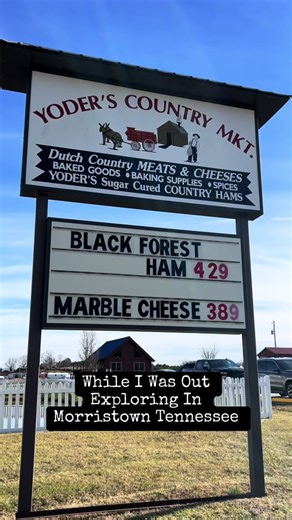 YODER'S COUNTRY MKT.
Dutch Country MEATS & CHEESES
BAKED GOODS • BAKING SUPPLIES • SPICES
YODER'S Sugar Cured COUNTRY HAMS
BLACK FOREST
HAM 429
MARBLE CHEESE 389
While I Was Out
Exploring In
Morristown Tennessee